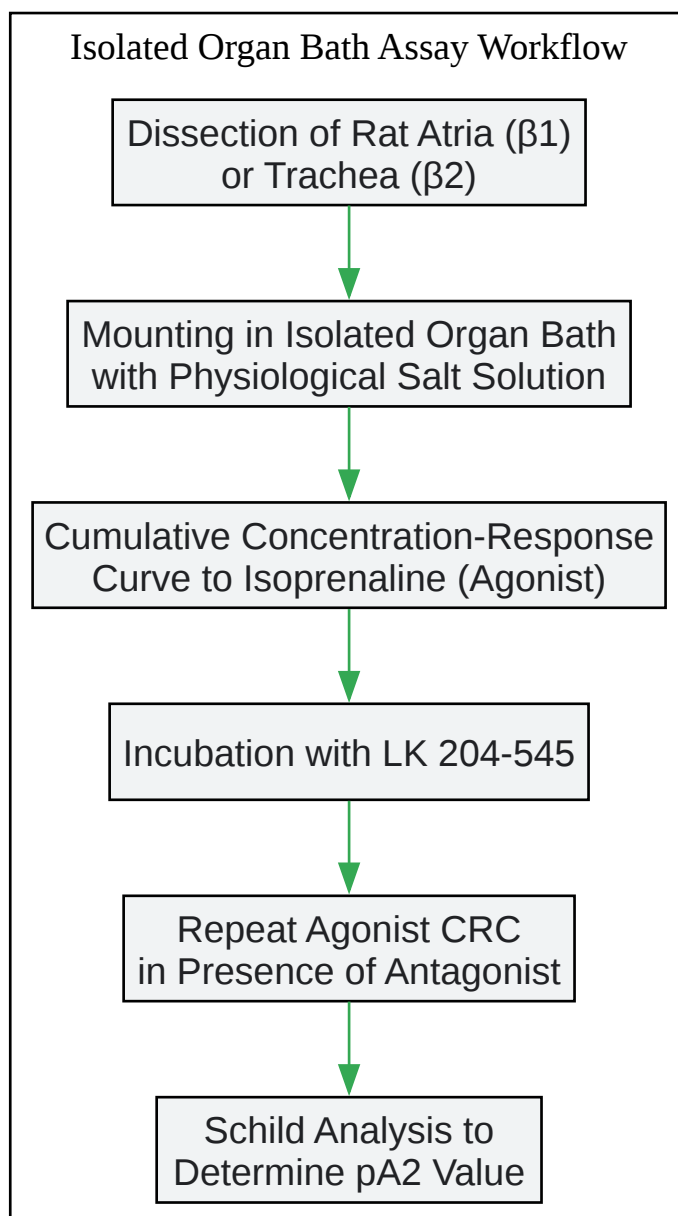 Isolated Organ Bath Assay Workflow
Dissection of Rat Atria (β1)
or Trachea (β2)
Mounting in Isolated Organ Bath
with Physiological Salt Solution
Cumulative Concentration-Response
Curve to Isoprenaline (Agonist)
Incubation with LK 204-545
Repeat Agonist CRC
in Presence of Antagonist
Schild Analysis to
Determine pA2 Value